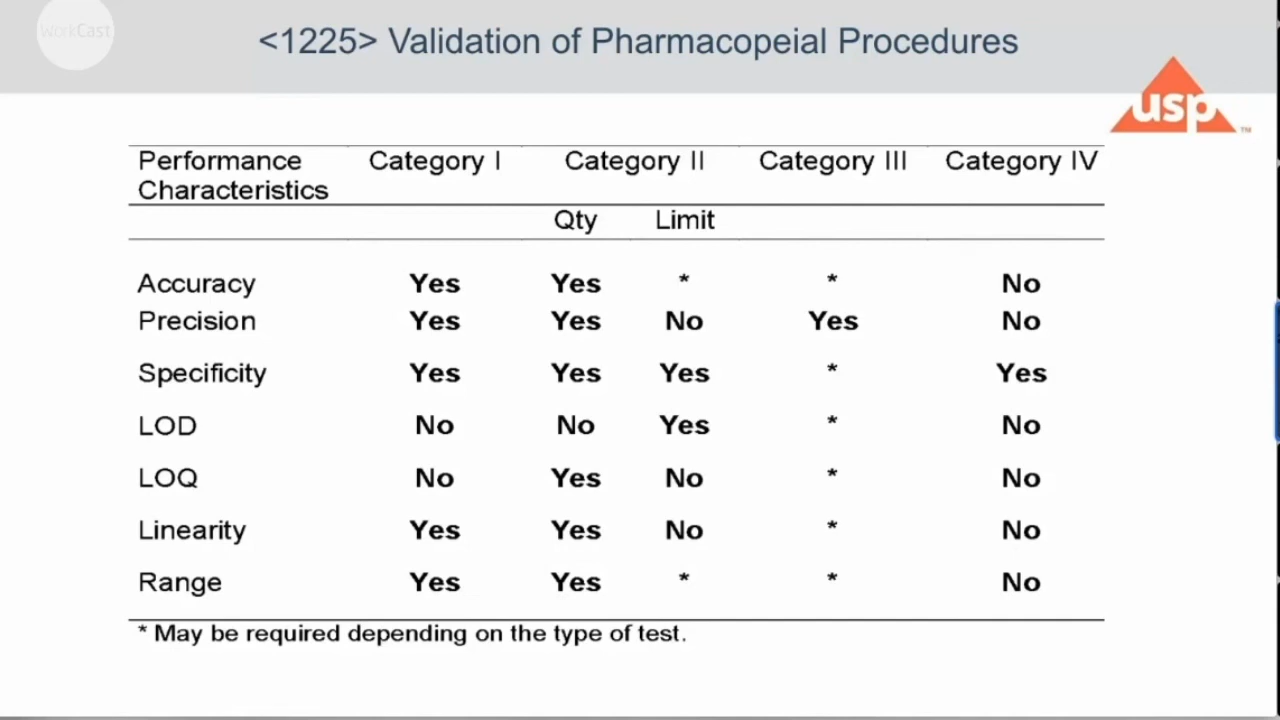 WorkCast
<1225> Validation of Pharmacopeial Procedures
usp™
Performance Characteristics Category I Category II Category III Category IV
Qty Limit
Accuracy Yes Yes * * No
Precision Yes Yes No Yes No
Specificity Yes Yes Yes * Yes
LOD No No Yes * No
LOQ No Yes No * No
Linearity Yes Yes No * No
Range Yes Yes * * No
* May be required depending on the type of test.